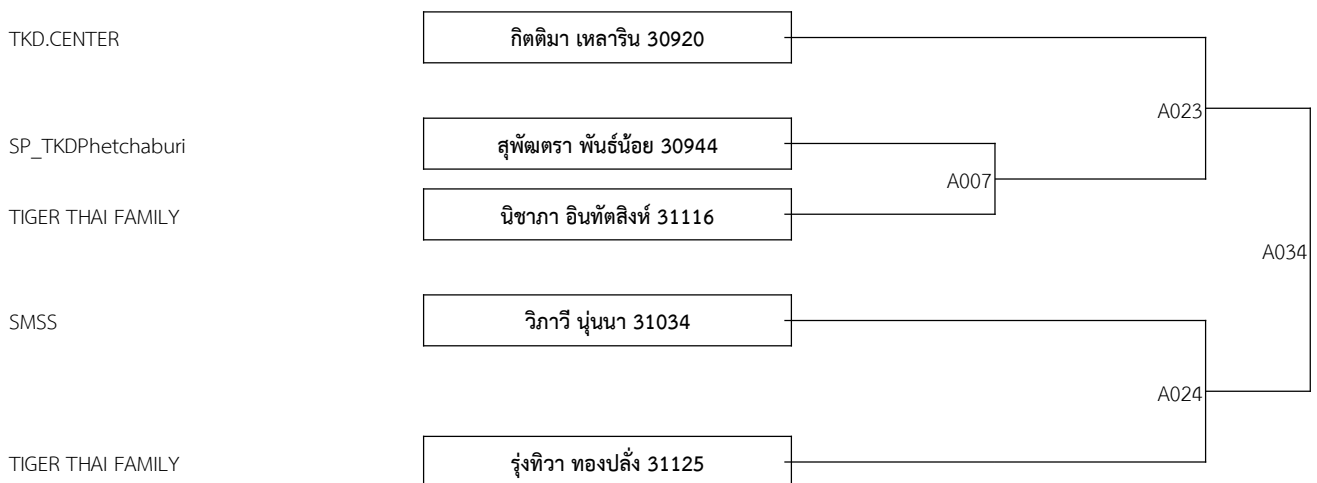 TKD.CENTER กิตติมา เหลาริน 30920
A023
SP_TKDPhetchaburi สุพัฒตรา พันธ์น้อย 30944
A007
TIGER THAI FAMILY นิชาภา อินทัตสิงห์ 31116
A034
SMSS วิภาวี นุ่นนา 31034
A024
TIGER THAI FAMILY รุ่งทิวา ทองปลั่ง 31125